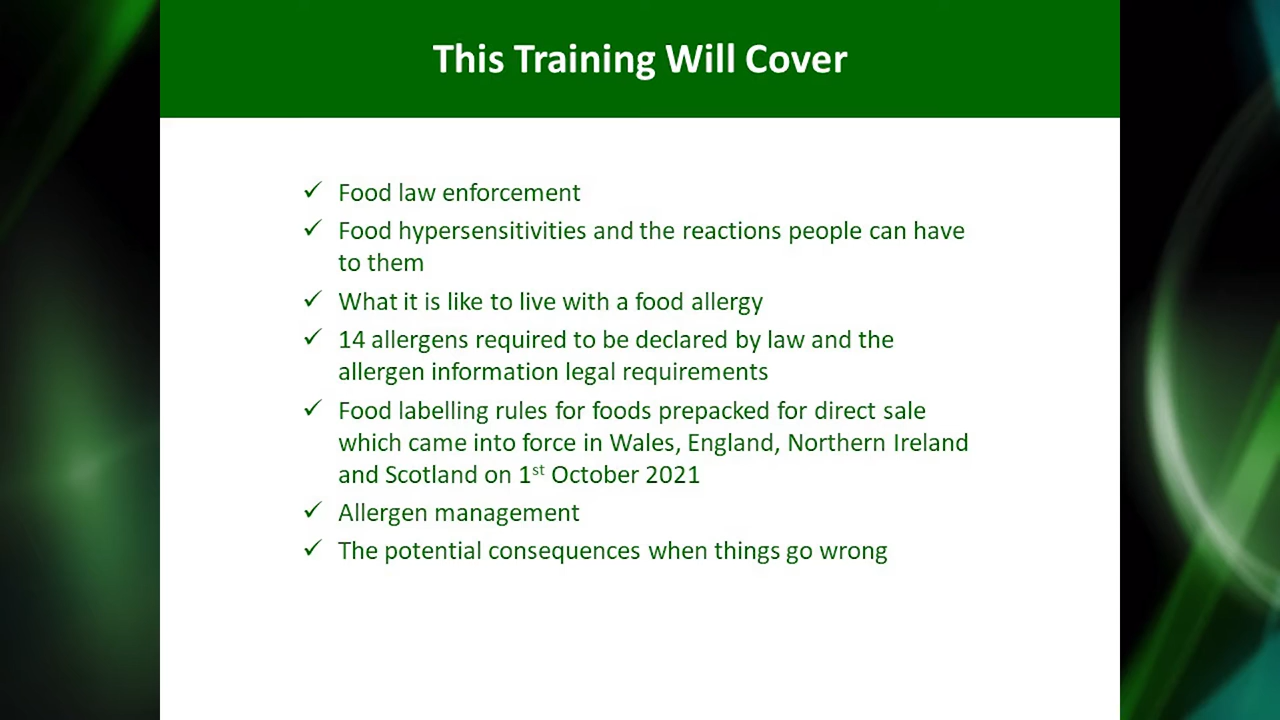 This Training Will Cover
✓ Food law enforcement
✓ Food hypersensitivities and the reactions people can have
to them
✓ What it is like to live with a food allergy
✓ 14 allergens required to be declared by law and the
allergen information legal requirements
✓ Food labelling rules for foods prepacked for direct sale
which came into force in Wales, England, Northern Ireland
and Scotland on 1st October 2021
✓ Allergen management
✓ The potential consequences when things go wrong